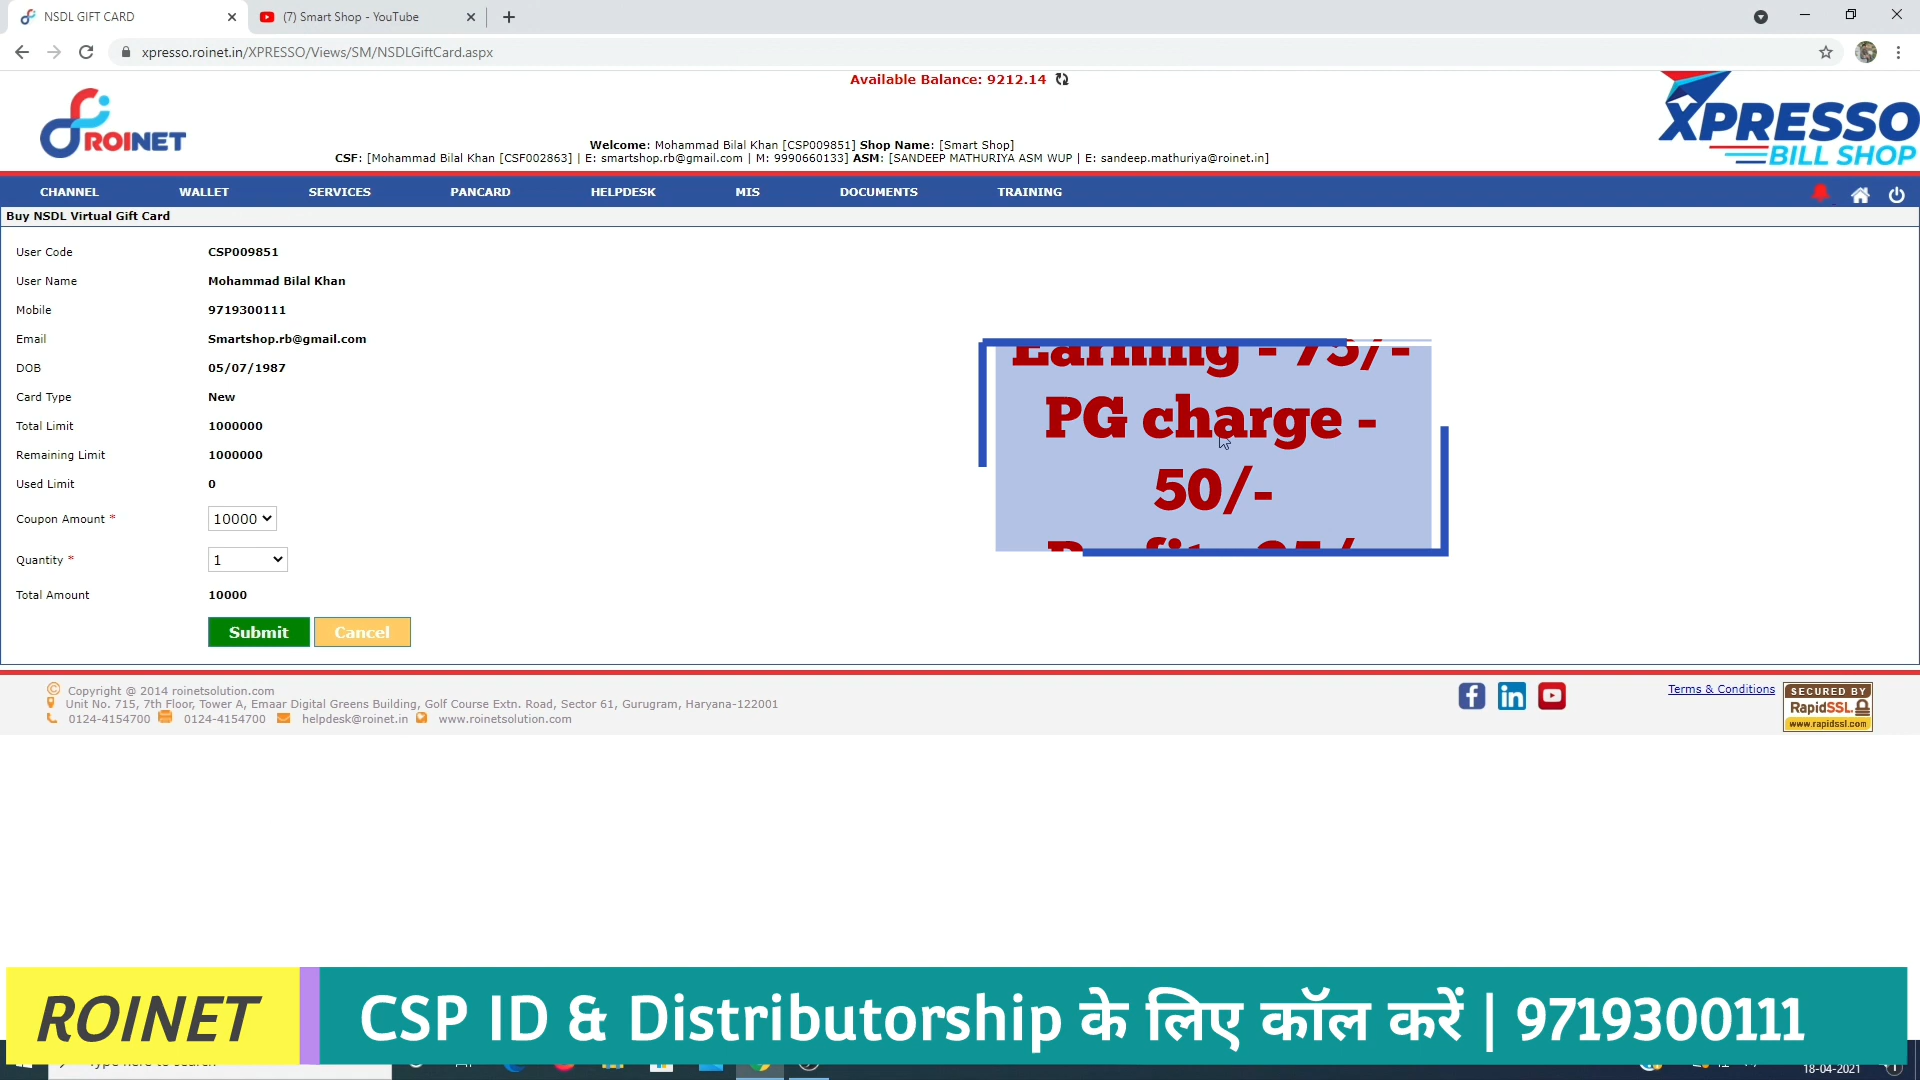 NSDL GIFT CARD
(7) Smart Shop - YouTube
xpresso.roinet.in/XPRESSO/Views/SM/NSDLGiftCard.aspx
Available Balance: 9212.14
ROINET
XPRESSO
BILL SHOP
Welcome: Mohammad Bilal Khan [CSP009851] Shop Name: [Smart Shop]
CSF: [Mohammad Bilal Khan [CSF002863] | E: smartshop.rb@gmail.com | M: 9990660133] ASM: [SANDEEP MATHURIYA ASM WUP | E: sandeep.mathuriya@roinet.in]
CHANNEL WALLET SERVICES PANCARD HELPDESK MIS DOCUMENTS TRAINING
Buy NSDL Virtual Gift Card
User Code CSP009851
User Name Mohammad Bilal Khan
Mobile 9719300111
Email Smartshop.rb@gmail.com
DOB 05/07/1987
Card Type New
Total Limit 1000000
Remaining Limit 1000000
Used Limit 0
Coupon Amount * 10000
Quantity * 1
Total Amount 10000
Submit Cancel
Earning - 75/-
PG charge -
50/-
Copyright @ 2014 roinetsolution.com
Unit No. 715, 7th Floor, Tower A, Emaar Digital Greens Building, Golf Course Extn. Road, Sector 61, Gurugram, Haryana-122001
0124-4154700 0124-4154700 helpdesk@roinet.in www.roinetsolution.com
Terms & Conditions
SECURED BY
RapidSSL.
www.rapidssl.com
ROINET
CSP ID & Distributorship के लिए कॉल करें | 9719300111
18-04-2021